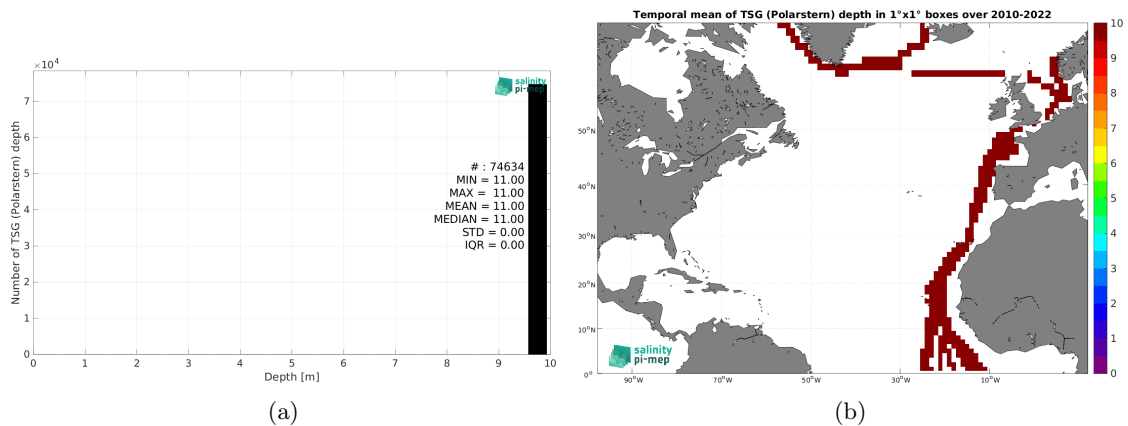 ×10⁴
7
6
5
4
3
2
1
0
Number of TSG (Polarstern) depth
0 1 2 3 4 5 6 7 8 9 10
Depth [m]
salinity
pi-mep
# : 74634
MIN = 11.00
MAX = 11.00
MEAN = 11.00
MEDIAN = 11.00
STD = 0.00
IQR = 0.00
(a)
Temporal mean of TSG (Polarstern) depth in 1°x1° boxes over 2010-2022
50°N
40°N
30°N
20°N
10°N
0°
90°W 70°W 50°W 30°W 10°W
salinity
pi-mep
10
9
8
7
6
5
4
3
2
1
0
(b)